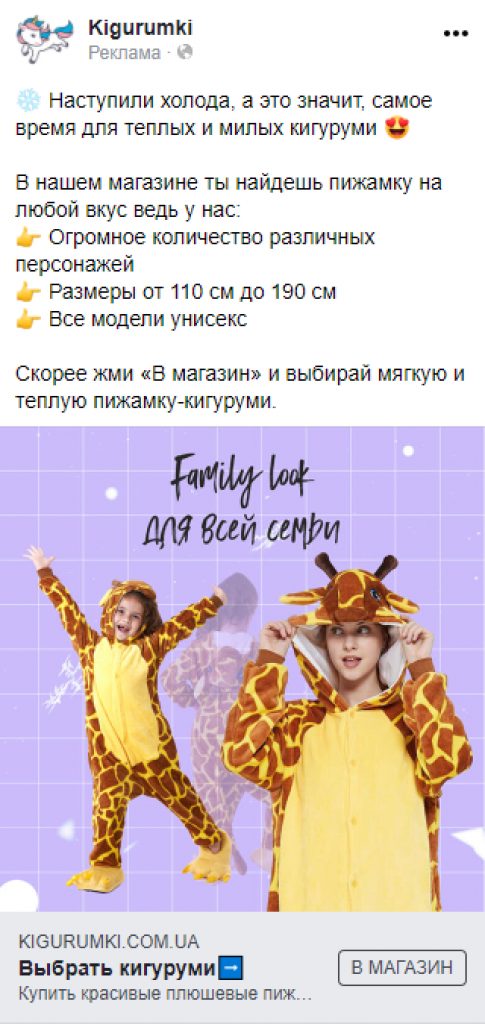 Kigurumki
Реклама ·
❄️ Наступили холода, а это значит, самое
время для теплых и милых кигуруми 😍
В нашем магазине ты найдешь пижамку на
любой вкус ведь у нас:
👉 Огромное количество различных
персонажей
👉 Размеры от 110 см до 190 см
👉 Все модели унисекс
Скорее жми «В магазин» и выбирай мягкую и
теплую пижамку-кигуруми.
Family look
для всей семьи
KIGURUMKI.COM.UA
Выбрать кигуруми➡️
В МАГАЗИН
Купить красивые плюшевые пиж...